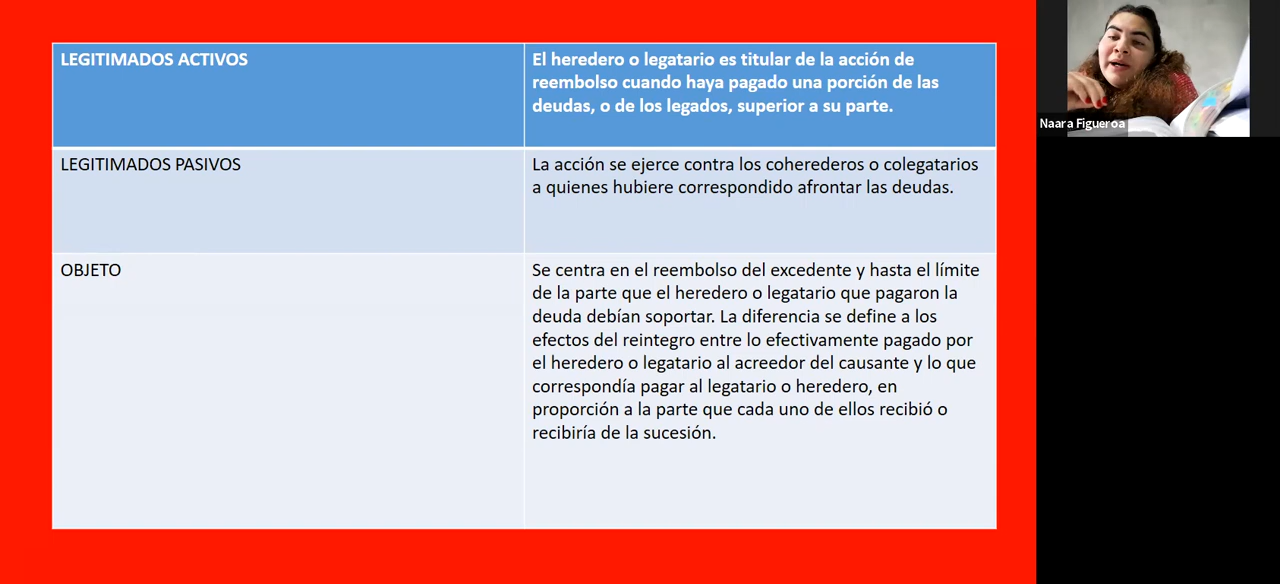 LEGITIMADOS ACTIVOS
El heredero o legatario es titular de la acción de
reembolso cuando haya pagado una porción de las
deudas, o de los legados, superior a su parte.
LEGITIMADOS PASIVOS
La acción se ejerce contra los coherederos o colegatarios
a quienes hubiere correspondido afrontar las deudas.
OBJETO
Se centra en el reembolso del excedente y hasta el límite
de la parte que el heredero o legatario que pagaron la
deuda debían soportar. La diferencia se define a los
efectos del reintegro entre lo efectivamente pagado por
el heredero o legatario al acreedor del causante y lo que
correspondía pagar al legatario o heredero, en
proporción a la parte que cada uno de ellos recibió o
recibiría de la sucesión.
Naara Figueroa